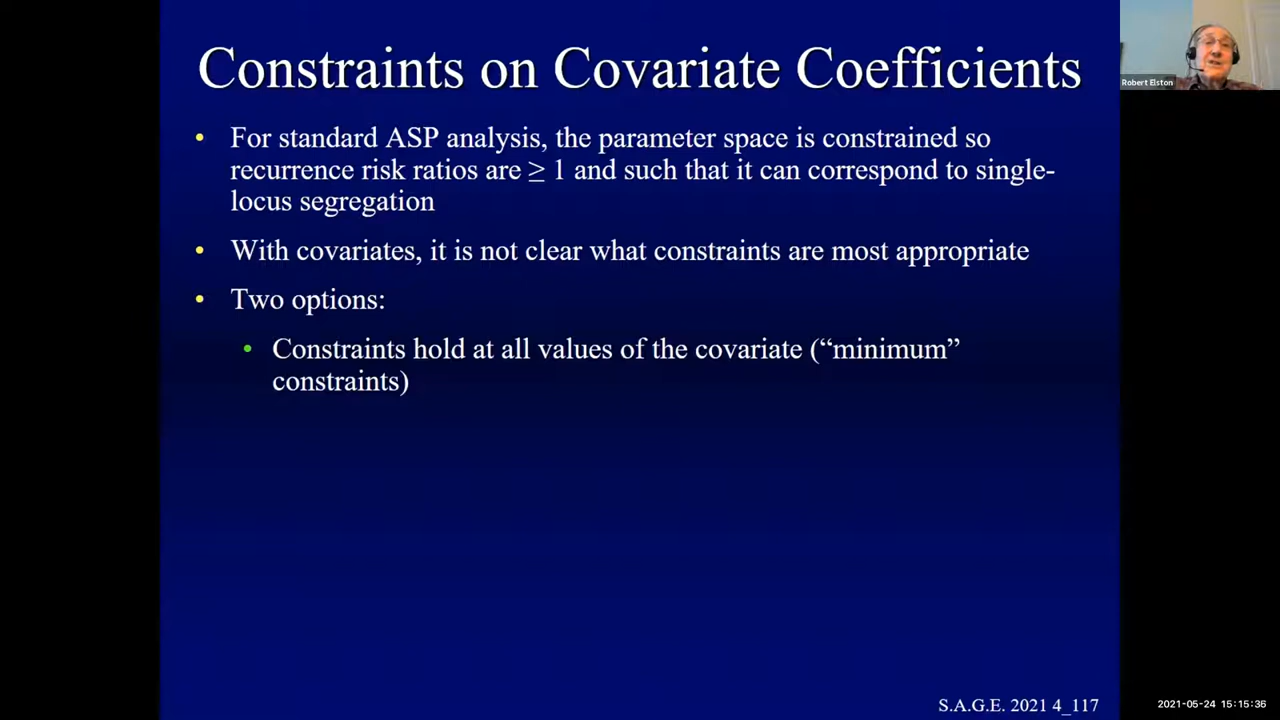 Constraints on Covariate Coefficients
Robert Elston
• For standard ASP analysis, the parameter space is constrained so
recurrence risk ratios are ≥ 1 and such that it can correspond to single-
locus segregation
• With covariates, it is not clear what constraints are most appropriate
• Two options:
• Constraints hold at all values of the covariate (“minimum”
constraints)
S.A.G.E. 2021 4_117
2021-05-24 15:15:36